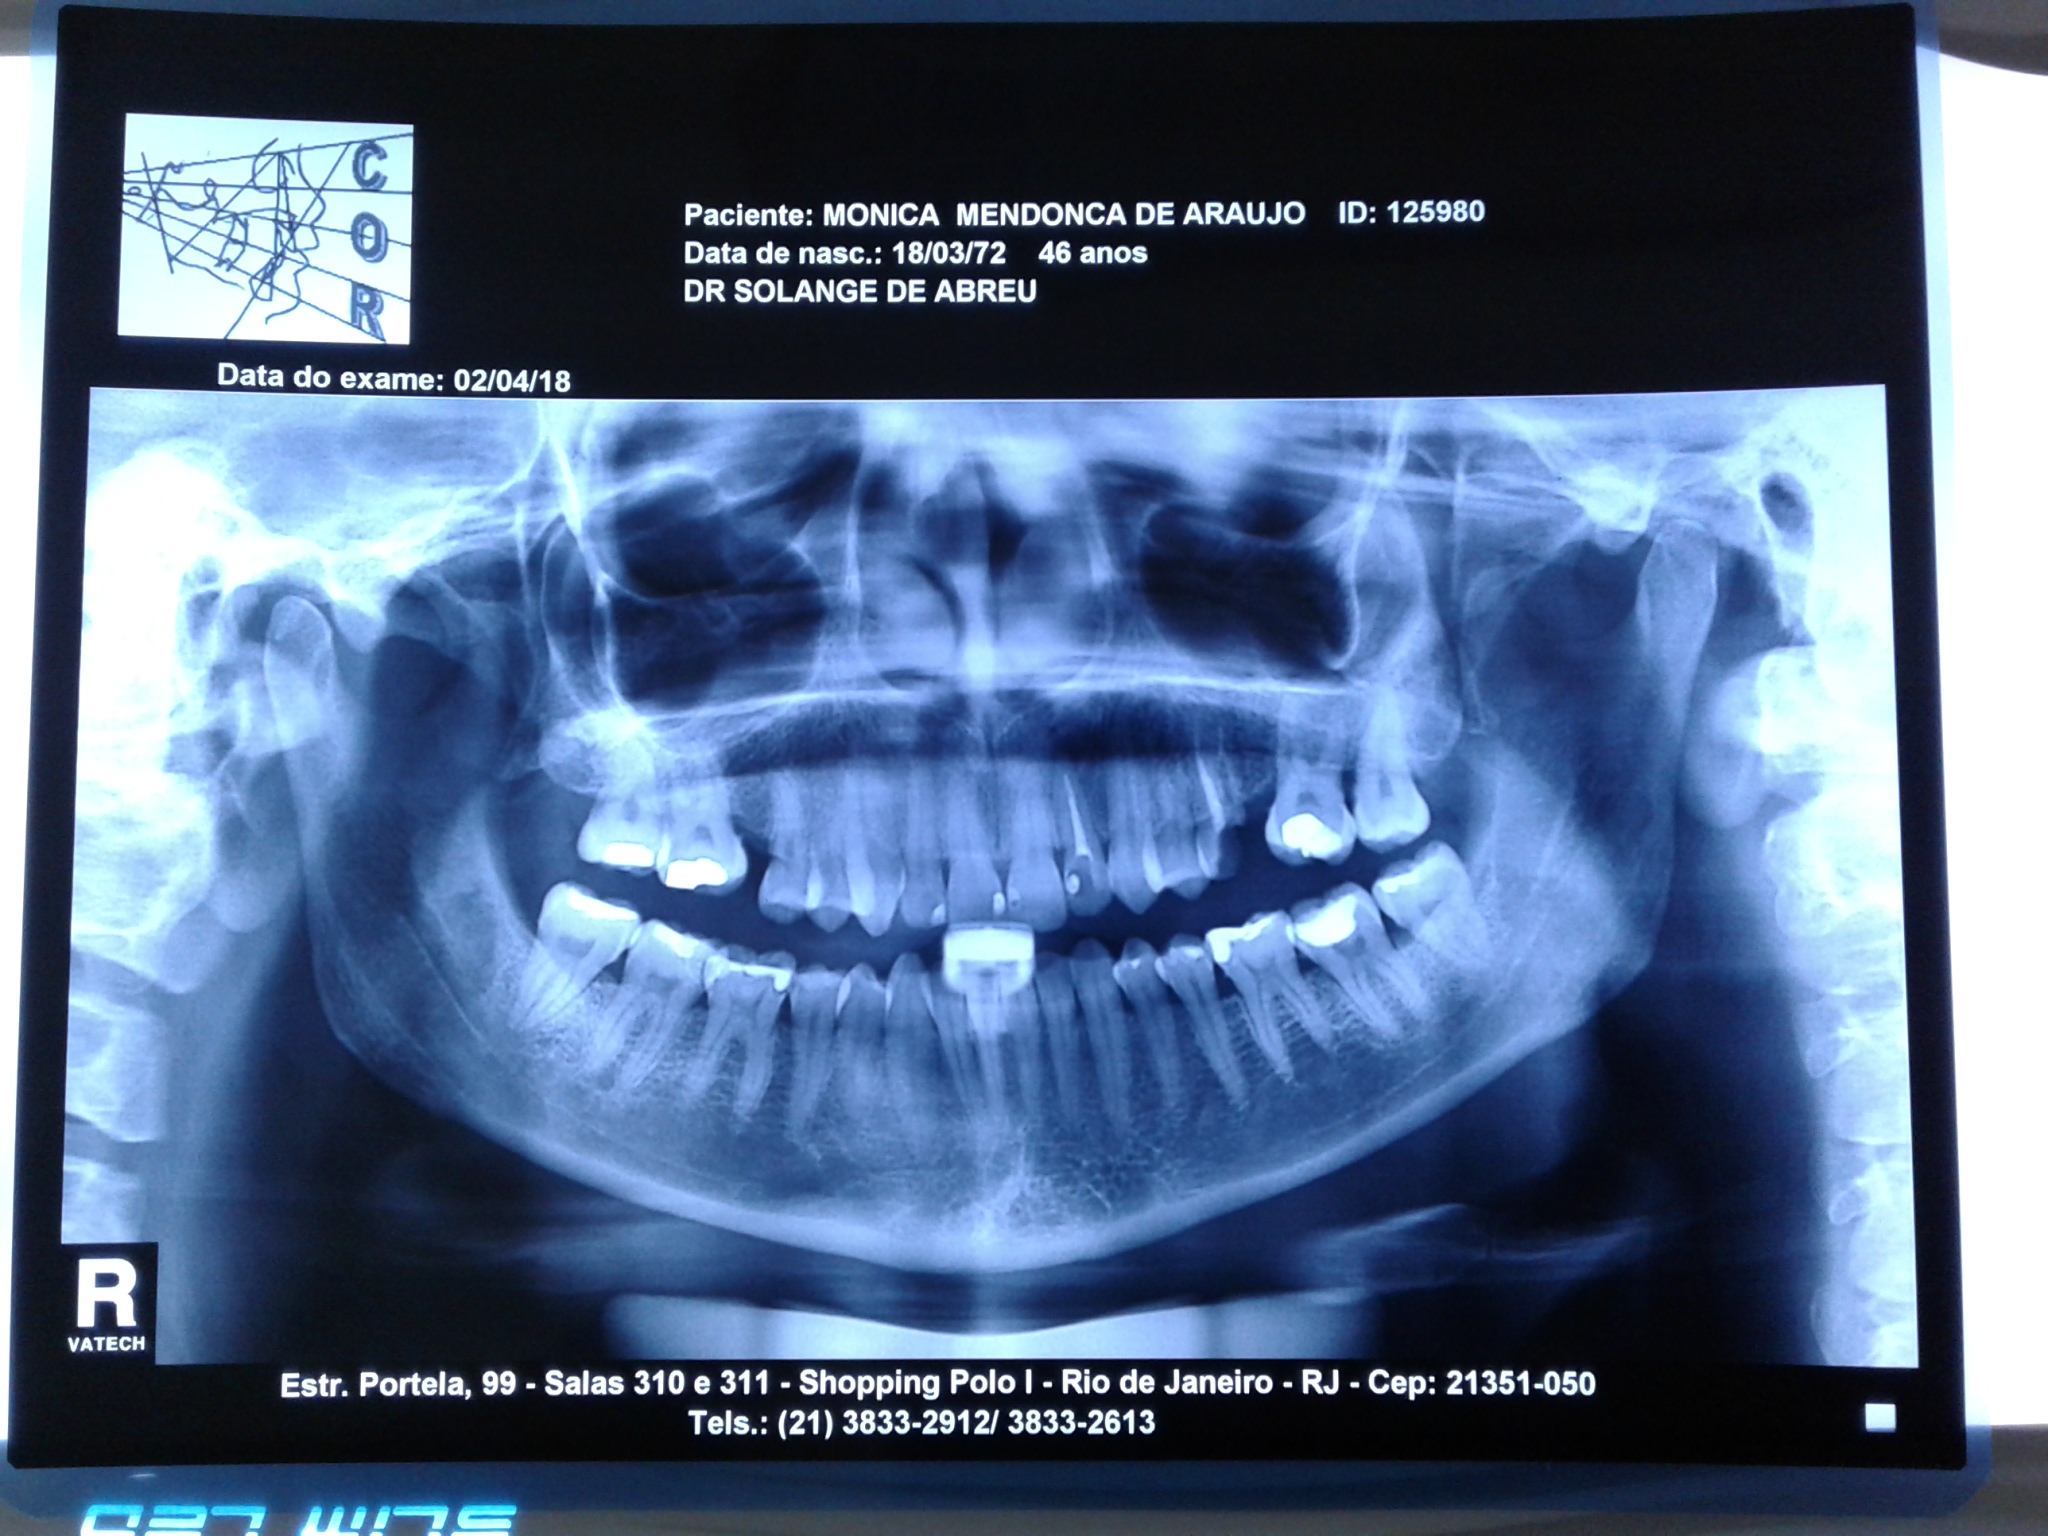 C
O
R
Paciente: MONICA MENDONCA DE ARAUJO ID: 125980
Data de nasc.: 18/03/72 46 anos
DR SOLANGE DE ABREU
Data do exame: 02/04/18
R
VATECH
Estr. Portela, 99 - Salas 310 e 311 - Shopping Polo I - Rio de Janeiro - RJ - Cep: 21351-050
Tels.: (21) 3833-2912/ 3833-2613